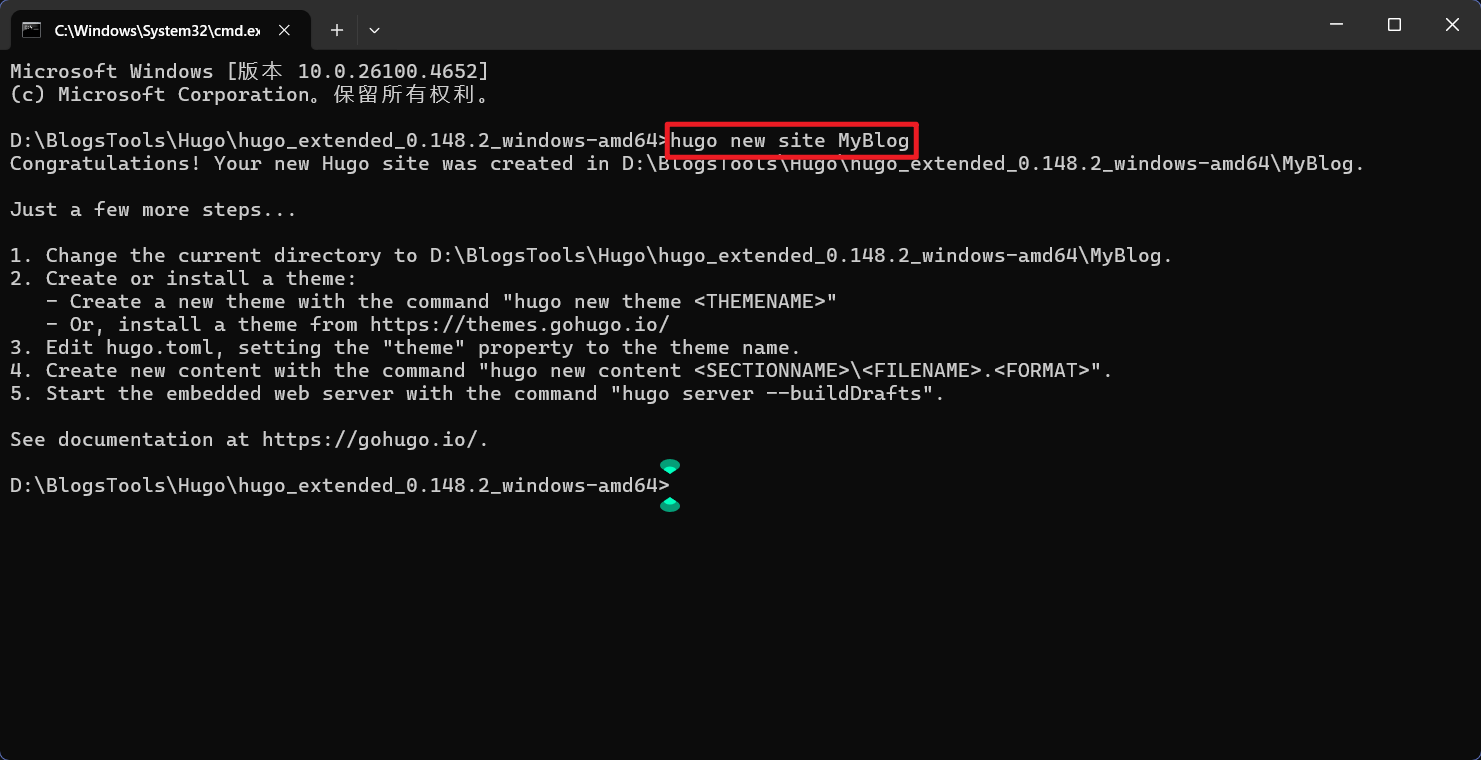 C:\Windows\System32\cmd.ex
Microsoft Windows [版本 10.0.26100.4652]
(c) Microsoft Corporation。保留所有权利。
D:\BlogsTools\Hugo\hugo_extended_0.148.2_windows-amd64>hugo new site MyBlog
Congratulations! Your new Hugo site was created in D:\BlogsTools\Hugo\hugo_extended_0.148.2_windows-amd64\MyBlog.
Just a few more steps...
1. Change the current directory to D:\BlogsTools\Hugo\hugo_extended_0.148.2_windows-amd64\MyBlog.
2. Create or install a theme:
   - Create a new theme with the command "hugo new theme <THEMENAME>"
   - Or, install a theme from https://themes.gohugo.io/
3. Edit hugo.toml, setting the "theme" property to the theme name.
4. Create new content with the command "hugo new content <SECTIONNAME>\<FILENAME>.<FORMAT>".
5. Start the embedded web server with the command "hugo server --buildDrafts".
See documentation at https://gohugo.io/.
D:\BlogsTools\Hugo\hugo_extended_0.148.2_windows-amd64>